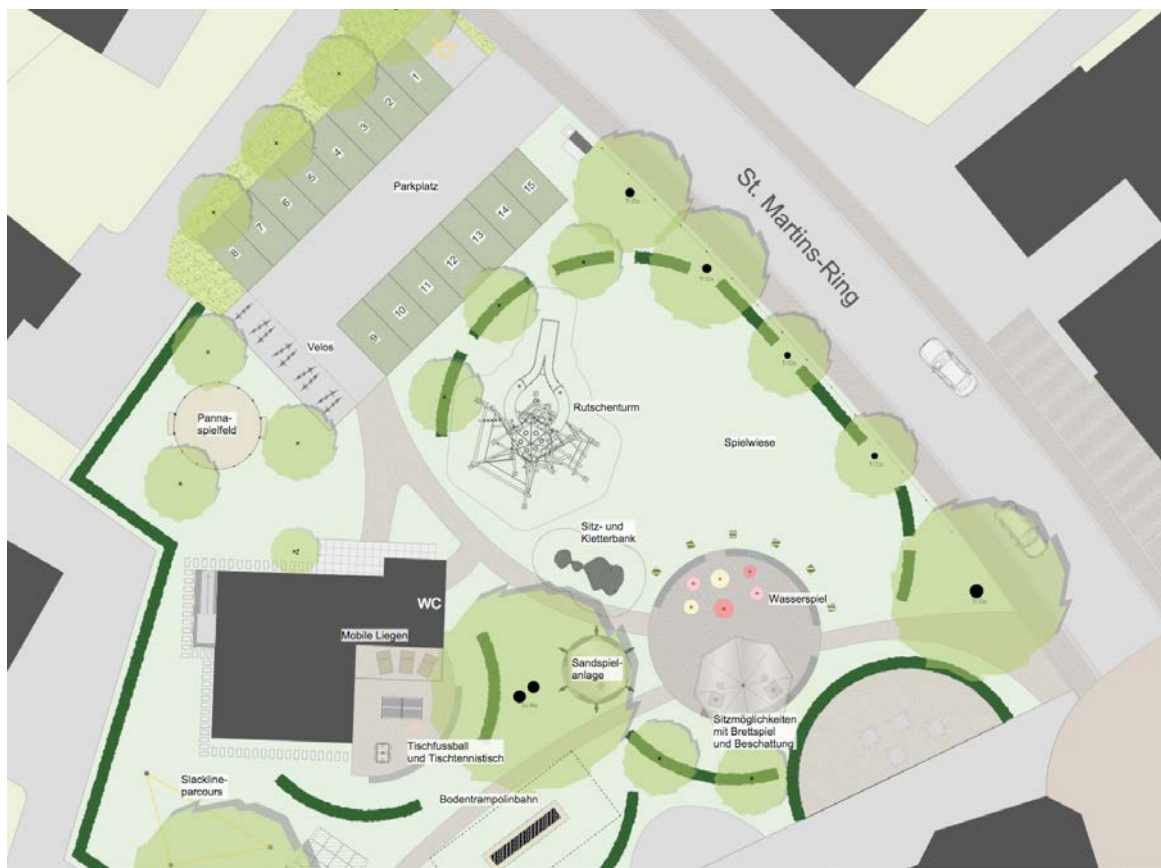 1
2
3
4
5
6
7
8
Parkplatz
15
14
13
12
11
10
9
St. Martins-Ring
Velos
Panna-
spielfeld
Rutschenturm
Spielwiese
Sitz- und
Kletterbank
WC
Wasserspiel
Mobile Liegen
Sandspiel-
anlage
Sitzmöglichkeiten
mit Brettspiel
und Beschattung
Tischfussball
und Tischtennistisch
Slackline-
parcours
Bodentrampolinbahn